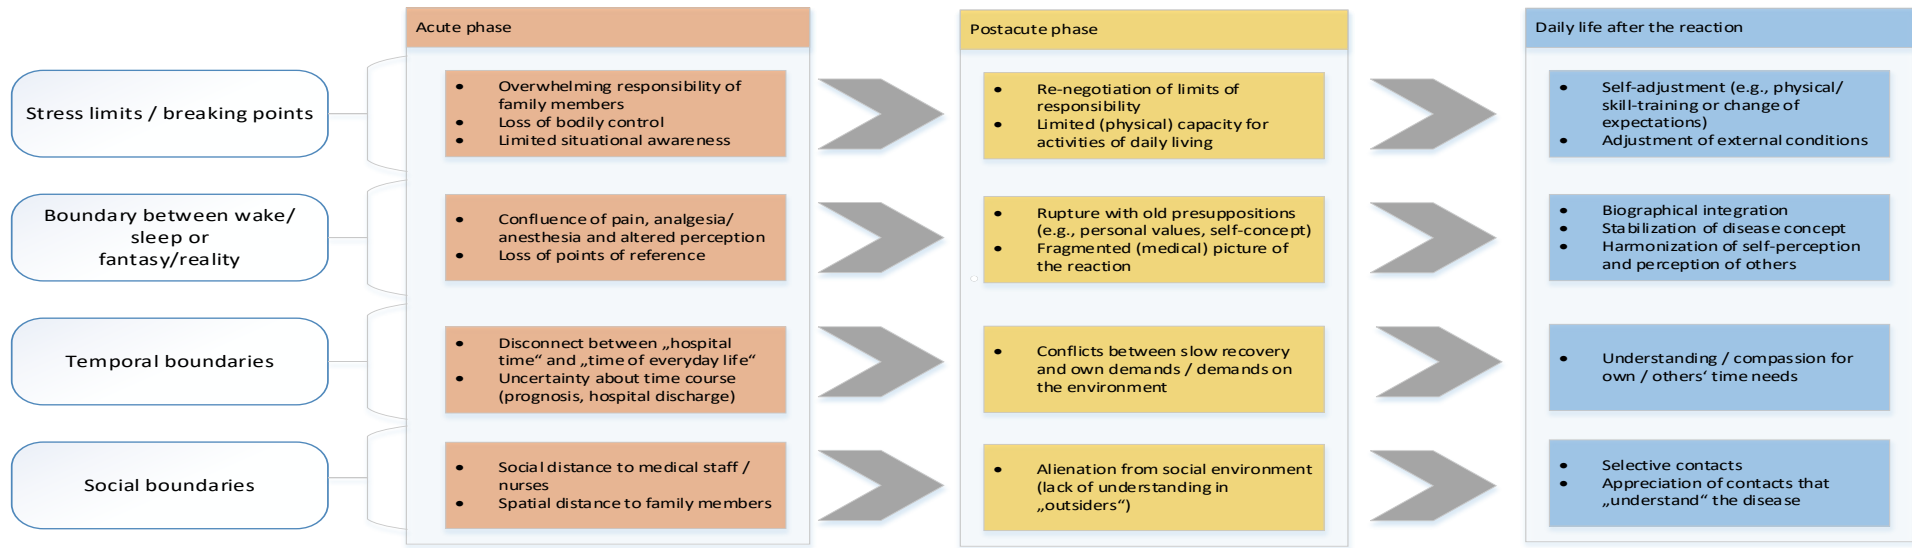 Acute phase
Postacute phase
Daily life after the reaction
Stress limits / breaking points
• Overwhelming responsibility of
family members
• Loss of bodily control
• Limited situational awareness
• Re-negotiation of limits of
responsibility
• Limited (physical) capacity for
activities of daily living
• Self-adjustment (e.g., physical/
skill-training or change of
expectations)
• Adjustment of external conditions
Boundary between wake/
sleep or
fantasy/reality
• Confluence of pain, analgesia/
anesthesia and altered perception
• Loss of points of reference
• Rupture with old presuppositions
(e.g., personal values, self-concept)
• Fragmented (medical) picture of
the reaction
• Biographical integration
• Stabilization of disease concept
• Harmonization of self-perception
and perception of others
Temporal boundaries
• Disconnect between „hospital
time“ and „time of everyday life“
• Uncertainty about time course
(prognosis, hospital discharge)
• Conflicts between slow recovery
and own demands / demands on
the environment
• Understanding / compassion for
own / others‘ time needs
Social boundaries
• Social distance to medical staff /
nurses
• Spatial distance to family members
• Alienation from social environment
(lack of understanding in
„outsiders“)
• Selective contacts
• Appreciation of contacts that
„understand“ the disease